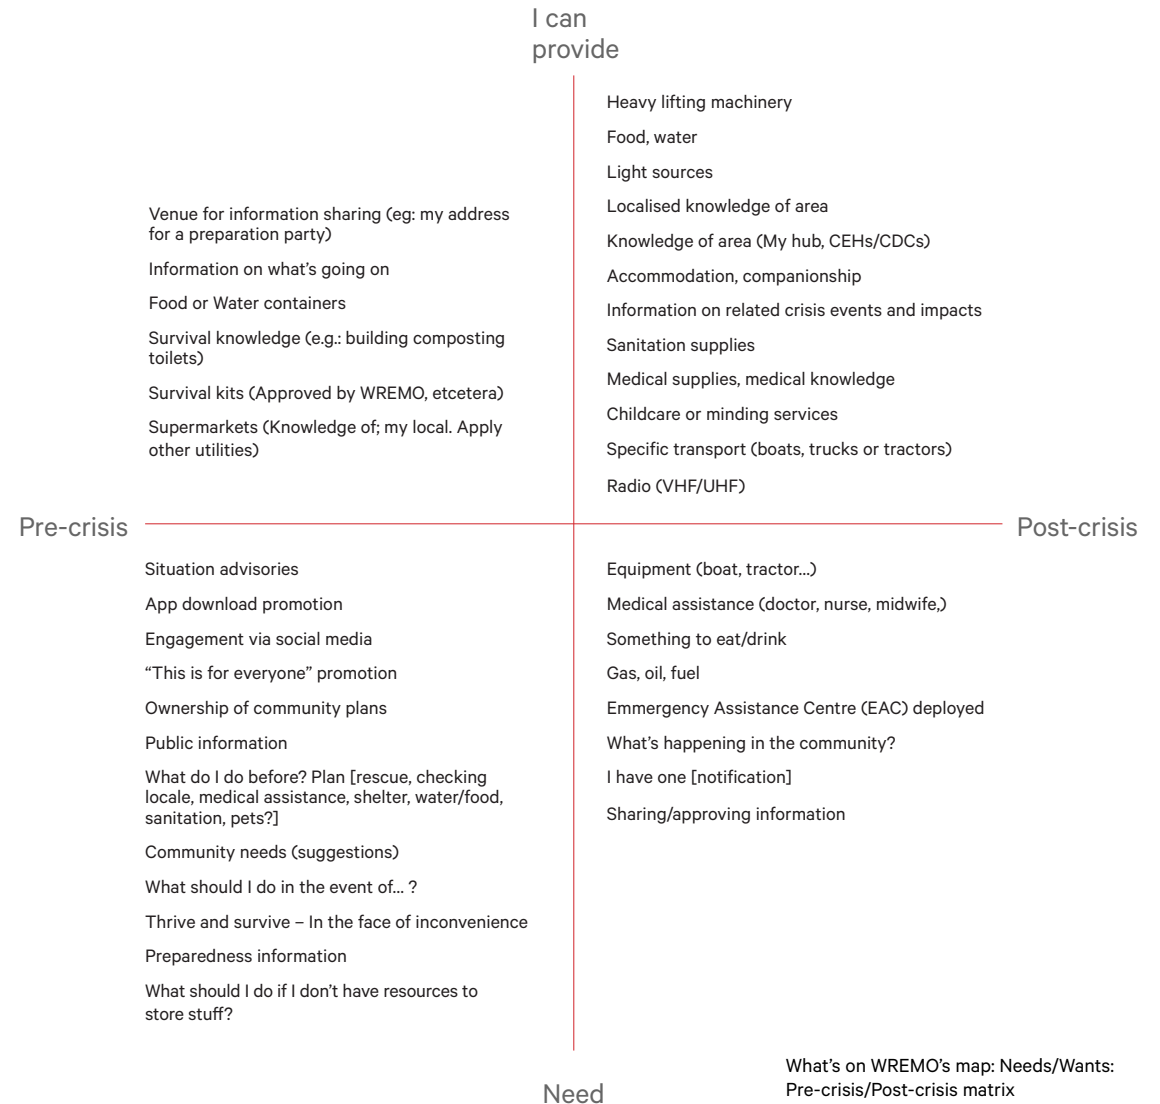 I can
provide
Heavy lifting machinery
Food, water
Light sources
Localised knowledge of area
Knowledge of area (My hub, CEHs/CDCs)
Accommodation, companionship
Information on related crisis events and impacts
Sanitation supplies
Medical supplies, medical knowledge
Childcare or minding services
Specific transport (boats, trucks or tractors)
Radio (VHF/UHF)
Venue for information sharing (eg: my address
for a preparation party)
Information on what’s going on
Food or Water containers
Survival knowledge (e.g.: building composting
toilets)
Survival kits (Approved by WREMO, etcetera)
Supermarkets (Knowledge of; my local. Apply
other utilities)
Pre-crisis
Post-crisis
Situation advisories
App download promotion
Engagement via social media
“This is for everyone” promotion
Ownership of community plans
Public information
What do I do before? Plan [rescue, checking
locale, medical assistance, shelter, water/food,
sanitation, pets?]
Community needs (suggestions)
What should I do in the event of... ?
Thrive and survive – In the face of inconvenience
Preparedness information
What should I do if I don’t have resources to
store stuff?
Equipment (boat, tractor...)
Medical assistance (doctor, nurse, midwife,)
Something to eat/drink
Gas, oil, fuel
Emmergency Assistance Centre (EAC) deployed
What’s happening in the community?
I have one [notification]
Sharing/approving information
Need
What’s on WREMO’s map: Needs/Wants:
Pre-crisis/Post-crisis matrix